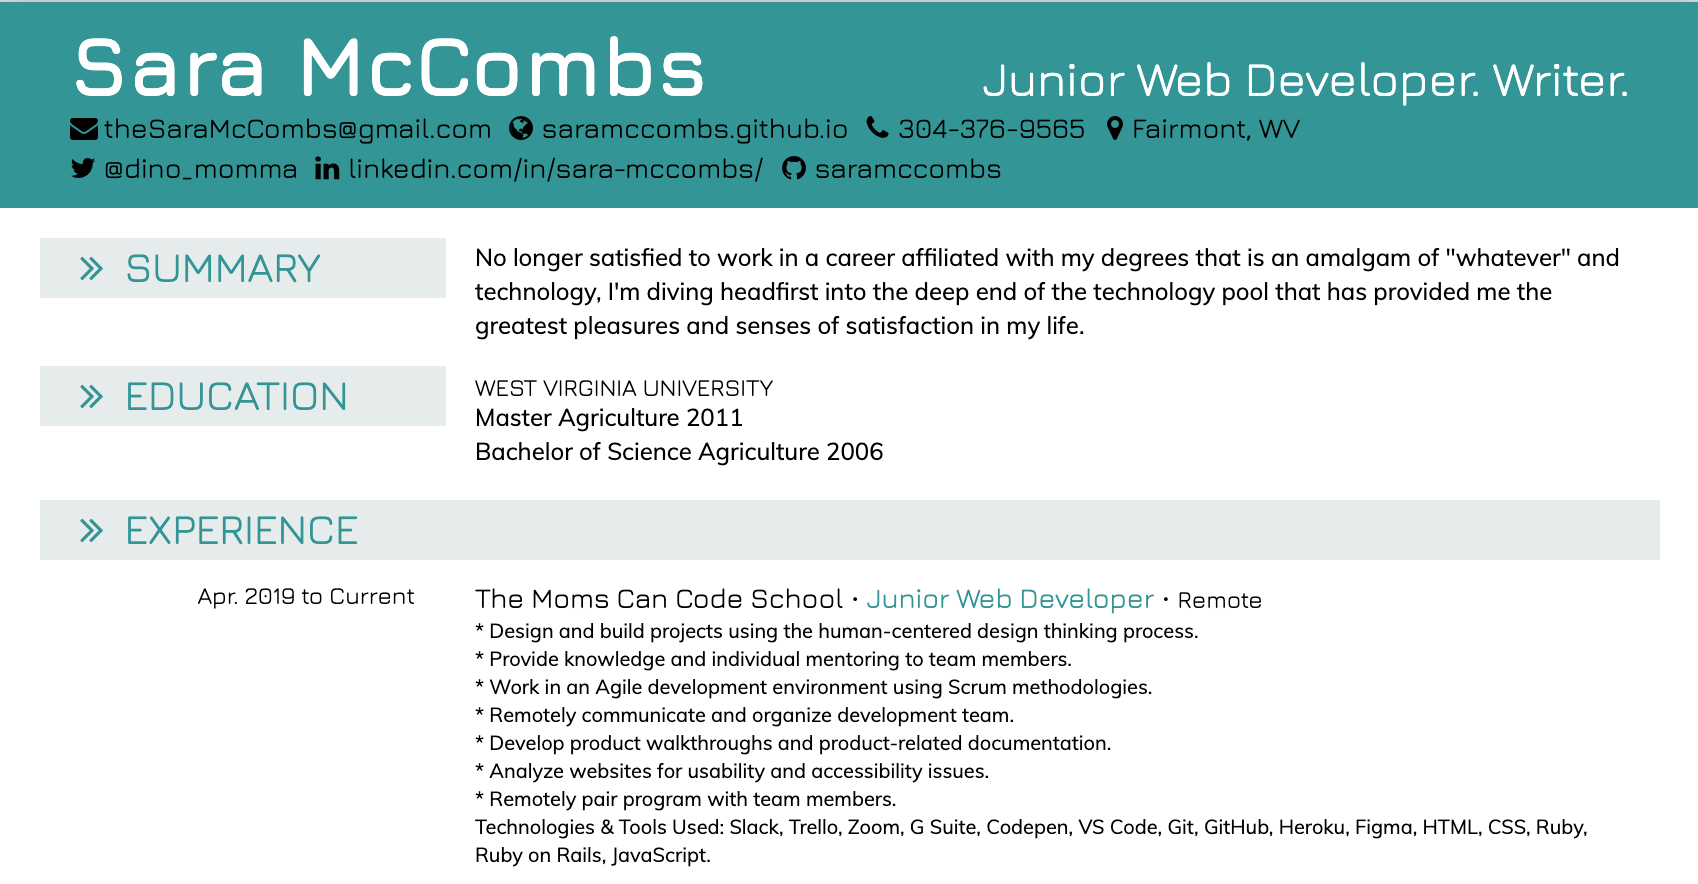 Sara McCombs
Junior Web Developer. Writer.
theSaraMcCombs@gmail.com saramccombs.github.io 304-376-9565 Fairmont, WV
@dino_momma linkedin.com/in/sara-mccombs/ saramccombs
» SUMMARY
No longer satisfied to work in a career affiliated with my degrees that is an amalgam of "whatever" and
technology, I'm diving headfirst into the deep end of the technology pool that has provided me the
greatest pleasures and senses of satisfaction in my life.
» EDUCATION
WEST VIRGINIA UNIVERSITY
Master Agriculture 2011
Bachelor of Science Agriculture 2006
» EXPERIENCE
Apr. 2019 to Current
The Moms Can Code School · Junior Web Developer · Remote
* Design and build projects using the human-centered design thinking process.
* Provide knowledge and individual mentoring to team members.
* Work in an Agile development environment using Scrum methodologies.
* Remotely communicate and organize development team.
* Develop product walkthroughs and product-related documentation.
* Analyze websites for usability and accessibility issues.
* Remotely pair program with team members.
Technologies & Tools Used: Slack, Trello, Zoom, G Suite, Codepen, VS Code, Git, GitHub, Heroku, Figma, HTML, CSS, Ruby,
Ruby on Rails, JavaScript.